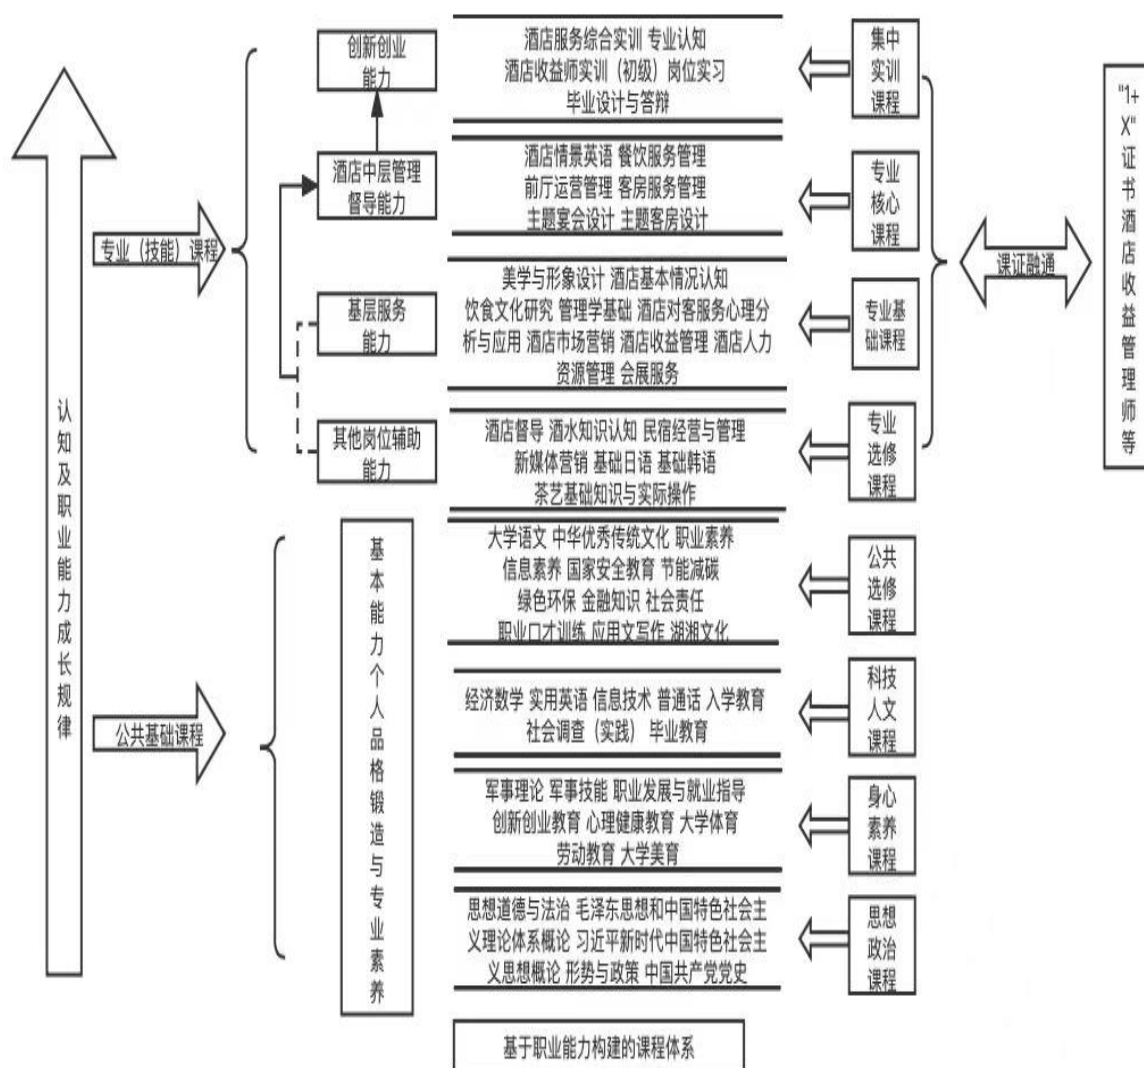 创新创业
能力
酒店服务综合实训 专业认知
酒店收益师实训（初级）岗位实习
毕业设计与答辩
集中
实训
课程
酒店中层管理
督导能力
酒店情景英语 餐饮服务管理
前厅运营管理 客房服务管理
主题宴会设计 主题客房设计
专业
核心
课程
专业（技能）课程
基层服务
能力
美学与形象设计 酒店基本情况认知
饮食文化研究 管理学基础 酒店对客服务心理分
析与应用 酒店市场营销 酒店收益管理 酒店人力
资源管理 会展服务
专业基
础课程
其他岗位辅助
能力
酒店督导 酒水知识认知 民宿经营与管理
新媒体营销 基础日语 基础韩语
茶艺基础知识与实际操作
专业
选修
课程
课证融通
"1+
X"
证
书
酒
店
收
益
管
理
师
等
认
知
及
职
业
能
力
成
长
规
律
公共基础课程
基
本
能
力
个
人
品
格
锻
造
与
专
业
素
养
大学语文 中华优秀传统文化 职业素养
信息素养 国家安全教育 节能减碳
绿色环保 金融知识 社会责任
职业口才训练 应用文写作 湖湘文化
公共
选修
课程
经济数学 实用英语 信息技术 普通话 入学教育
社会调查（实践） 毕业教育
科技
人文
课程
军事理论 军事技能 职业发展与就业指导
创新创业教育 心理健康教育 大学体育
劳动教育 大学美育
身心
素养
课程
思想道德与法治 毛泽东思想和中国特色社会主
义理论体系概论 习近平新时代中国特色社会主
义思想概论 形势与政策 中国共产党党史
思想
政治
课程
基于职业能力构建的课程体系